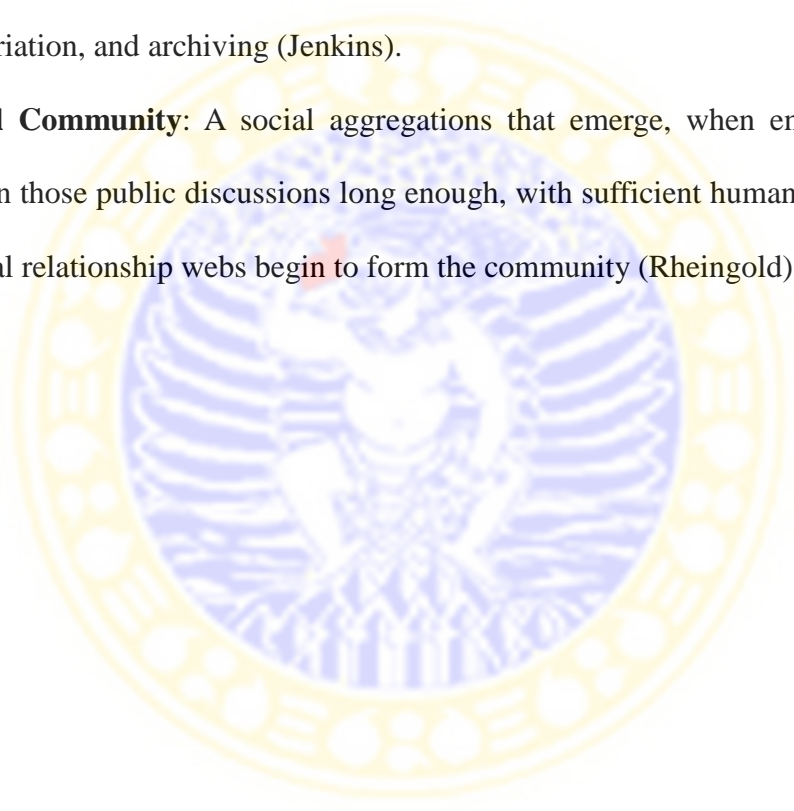 riation, and archiving (Jenkins).
l Community: A social aggregations that emerge, when en
n those public discussions long enough, with sufficient human
al relationship webs begin to form the community (Rheingold)